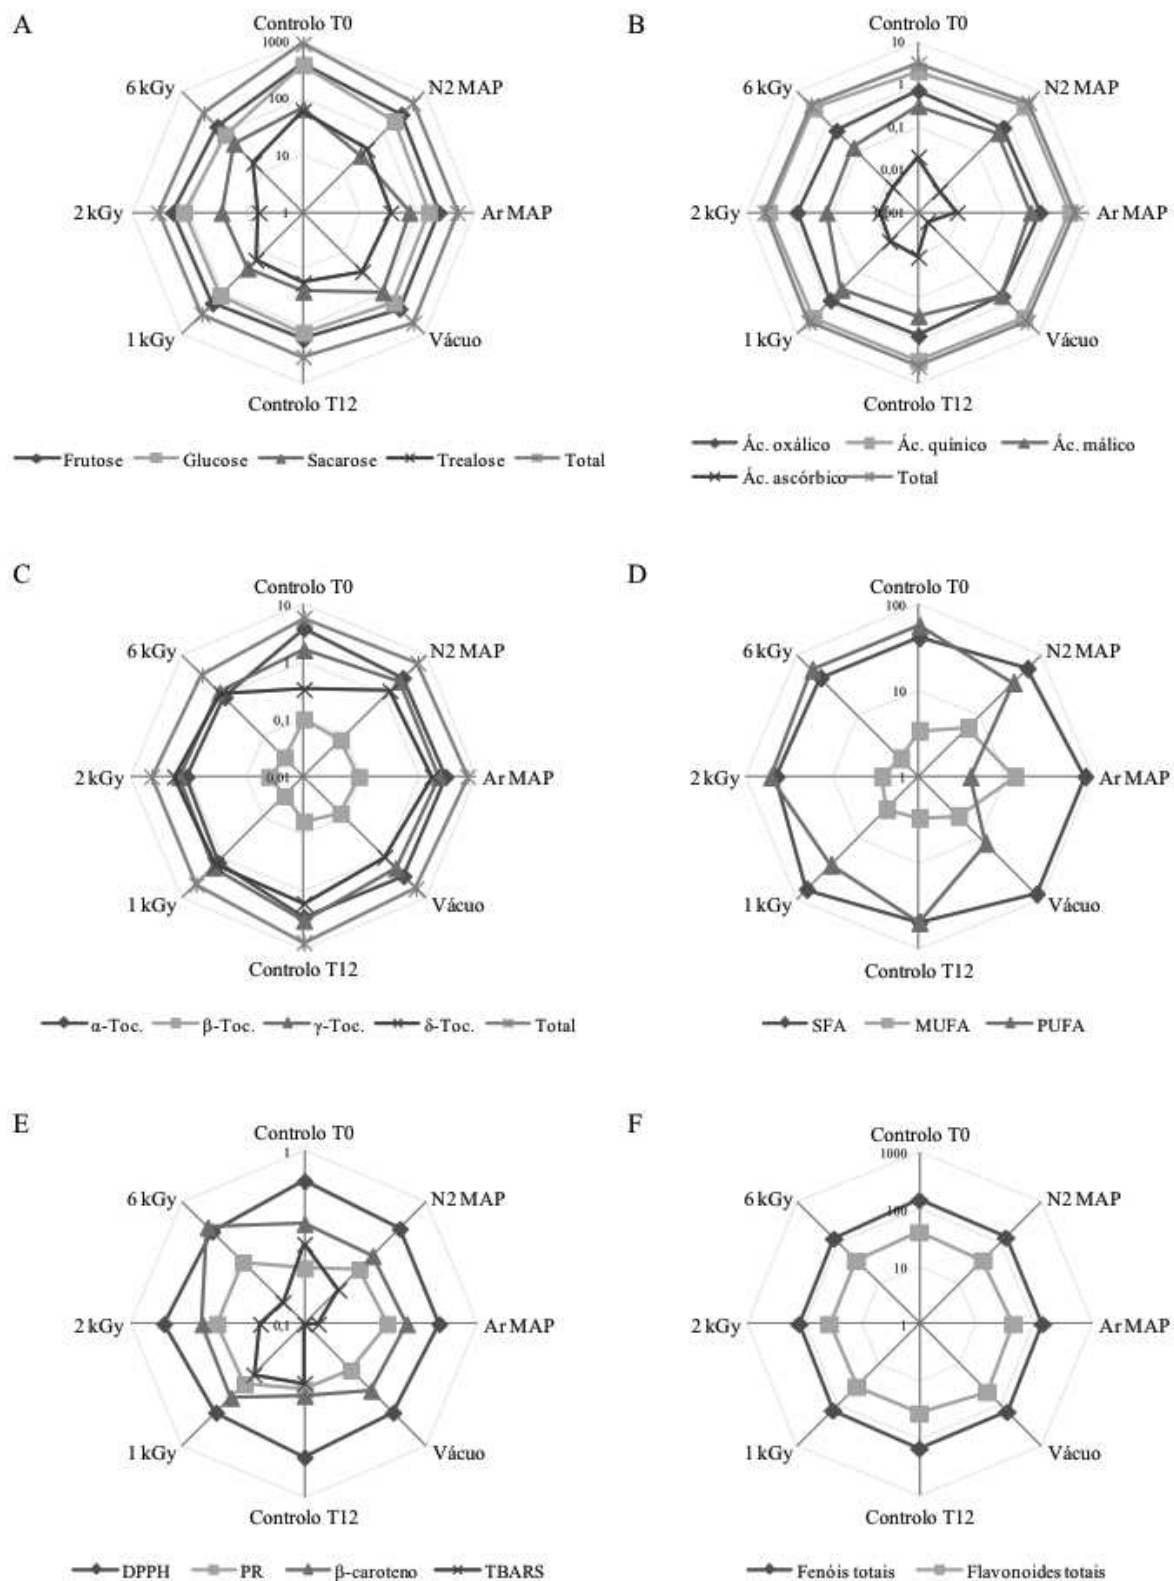 A
Controlo T0
1000
6 kGy
N2 MAP
100
10
2 kGy
1
Ar MAP
1 kGy
Vácuo
Controlo T12
Frutose Glucose Sacarose Trealose Total
B
Controlo T0
10
6 kGy
N2 MAP
1
0,1
0,01
2 kGy
Ar MAP
1 kGy
Vácuo
Controlo T12
Ác. oxálico Ác. quínico Ác. málico
Ác. ascórbico Total
C
Controlo T0
10
6 kGy
N2 MAP
1
0,1
2 kGy
0,01
Ar MAP
1 kGy
Vácuo
Controlo T12
α-Toc. β-Toc. γ-Toc. δ-Toc. Total
D
Controlo T0
100
6 kGy
N2 MAP
10
2 kGy
1
Ar MAP
1 kGy
Vácuo
Controlo T12
SFA MUFA PUFA
E
Controlo T0
1
6 kGy
N2 MAP
2 kGy
0,1
Ar MAP
1 kGy
Vácuo
Controlo T12
DPPH PR β-caroteno TBARS
F
Controlo T0
1000
6 kGy
N2 MAP
100
10
2 kGy
1
Ar MAP
1 kGy
Vácuo
Controlo T12
Fenóis totais Flavonoides totais